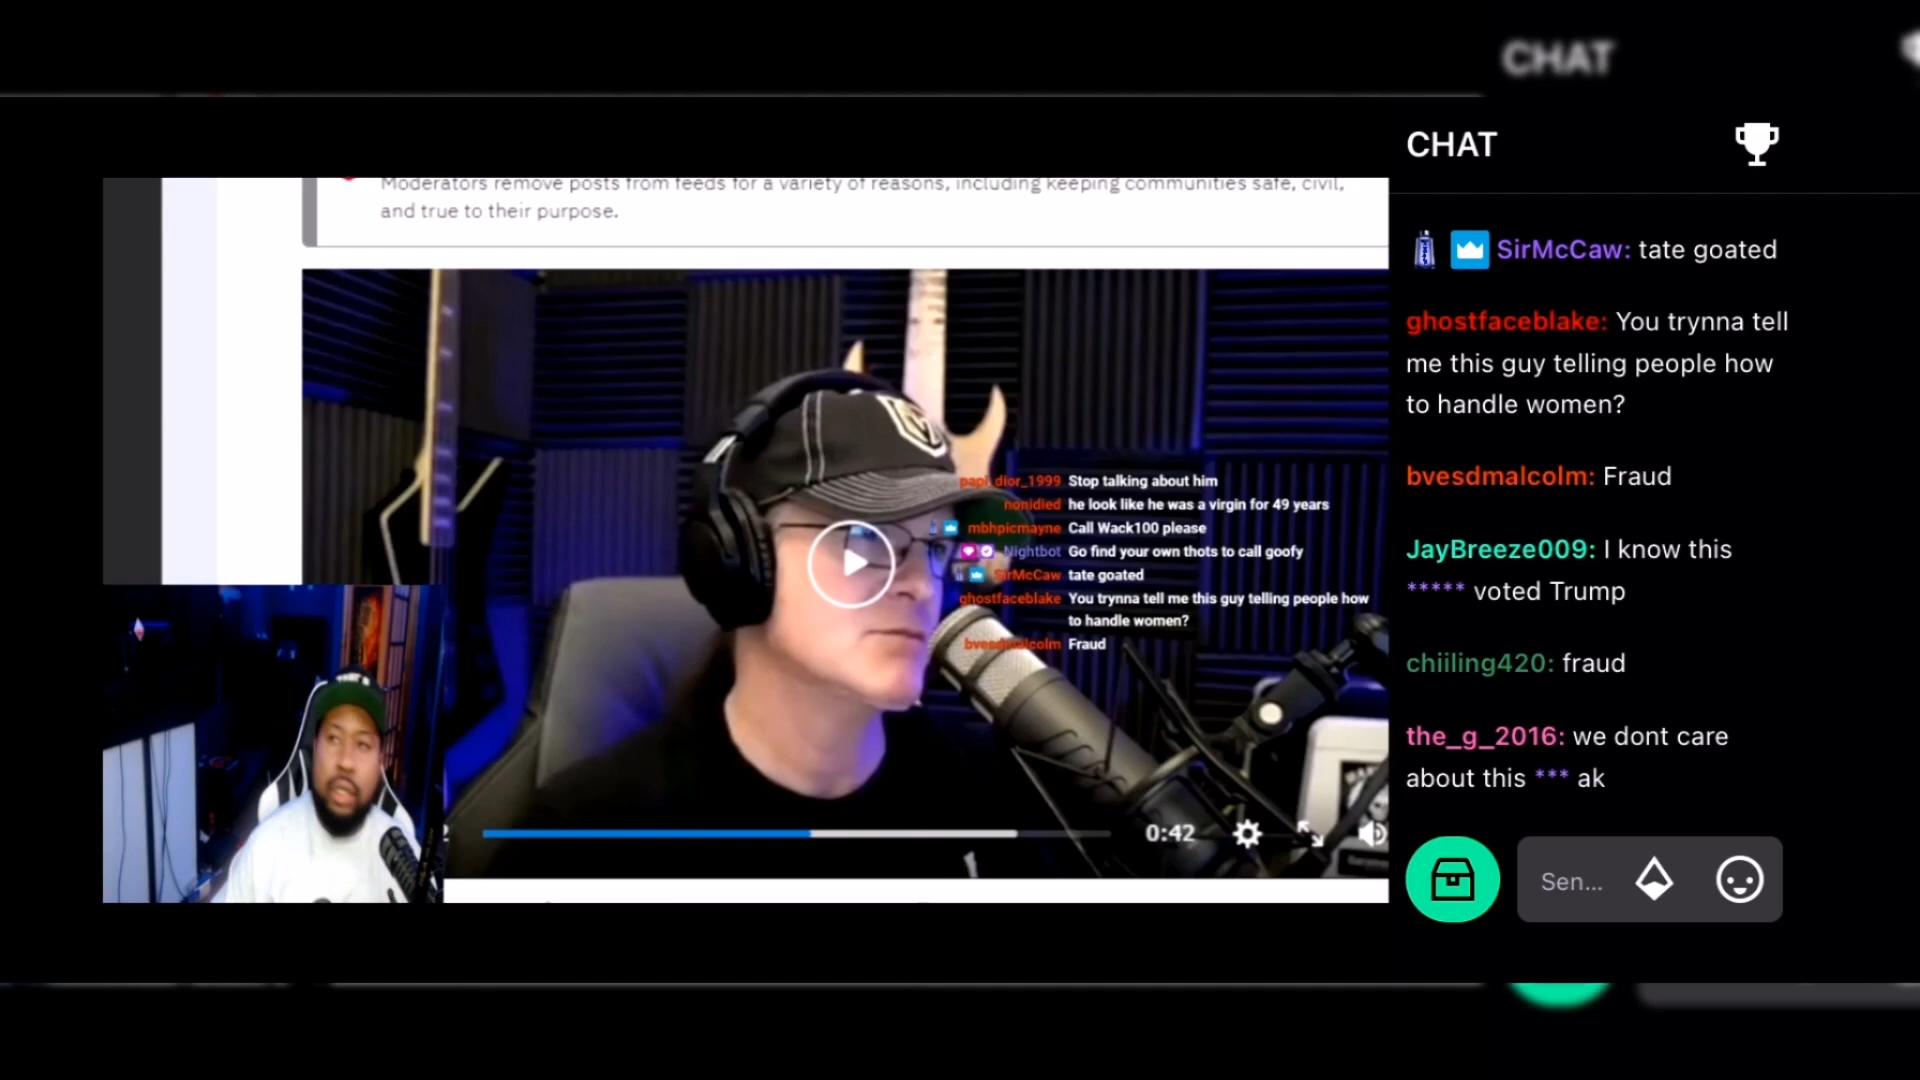 CHAT
CHAT
Moderators remove posts from feeds for a variety of reasons, including keeping communities safe, civil,
and true to their purpose.
papi_dior_1999 Stop talking about him
nonidied he look like he was a virgin for 49 years
mbhpicmayne Call Wack100 please
Nightbot Go find your own thots to call goofy
SirMcCaw tate goated
ghostfaceblake You trynna tell me this guy telling people how
to handle women?
bvesdmalcolm Fraud
0:42
SirMcCaw: tate goated
ghostfaceblake: You trynna tell
me this guy telling people how
to handle women?
bvesdmalcolm: Fraud
JayBreeze009: I know this
***** voted Trump
chiiling420: fraud
the_g_2016: we dont care
about this *** ak
Sen...